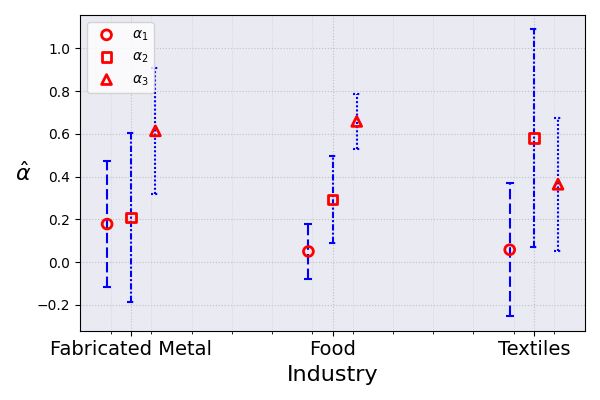 α₁
α₂
α₃
1.0
0.8
0.6
0.4
0.2
0.0
−0.2
α̂
Fabricated Metal Food Textiles
Industry